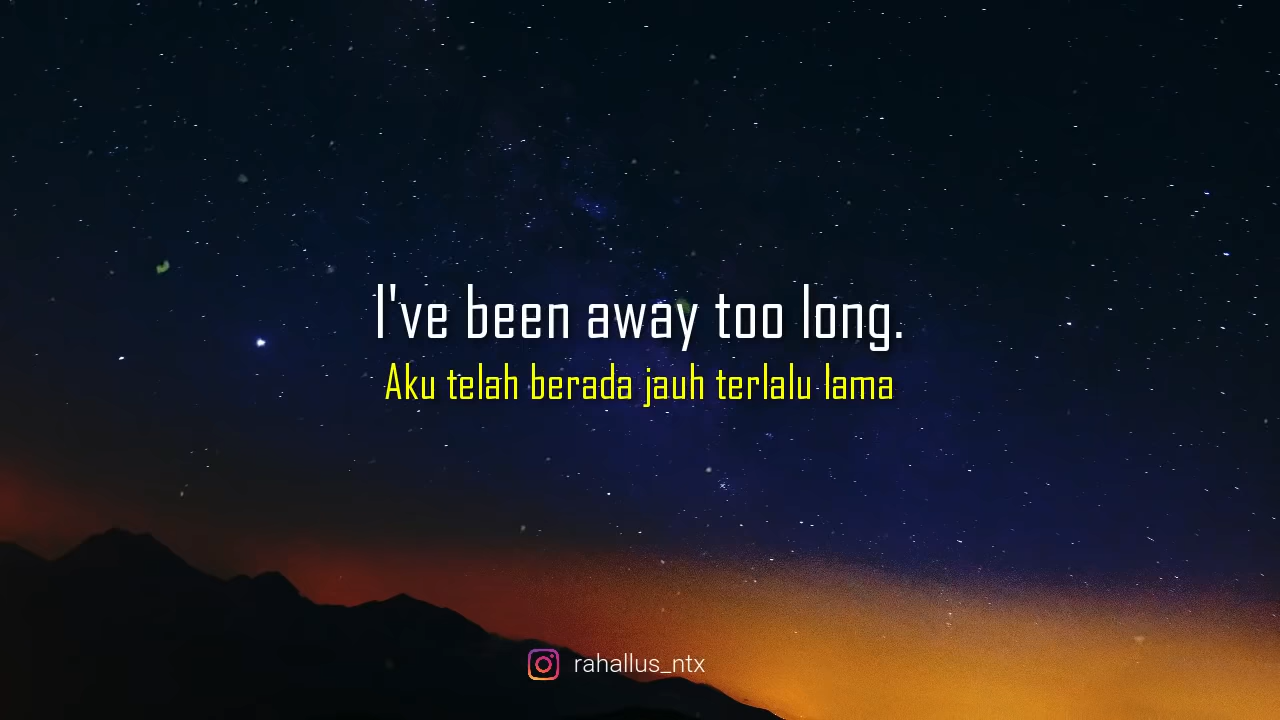 I've been away too long.
Aku telah berada jauh terlalu lama
rahallus_ntx